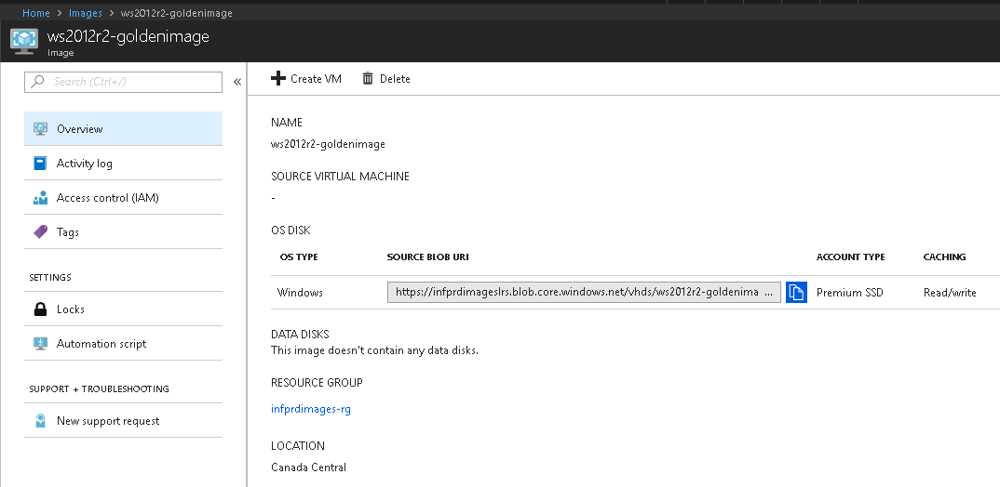 Home > Images > ws2012r2-goldenimage
ws2012r2-goldenimage
Image
Search (Ctrl+/)
«
Overview
Activity log
Access control (IAM)
Tags
SETTINGS
Locks
Automation script
SUPPORT + TROUBLESHOOTING
New support request
Create VM Delete
NAME
ws2012r2-goldenimage
SOURCE VIRTUAL MACHINE
-
OS DISK
OS TYPE SOURCE BLOB URI ACCOUNT TYPE CACHING
Windows https://infprdimageslrs.blob.core.windows.net/vhds/ws2012r2-goldenima ... Premium SSD Read/write
DATA DISKS
This image doesn't contain any data disks.
RESOURCE GROUP
infprdimages-rg
LOCATION
Canada Central